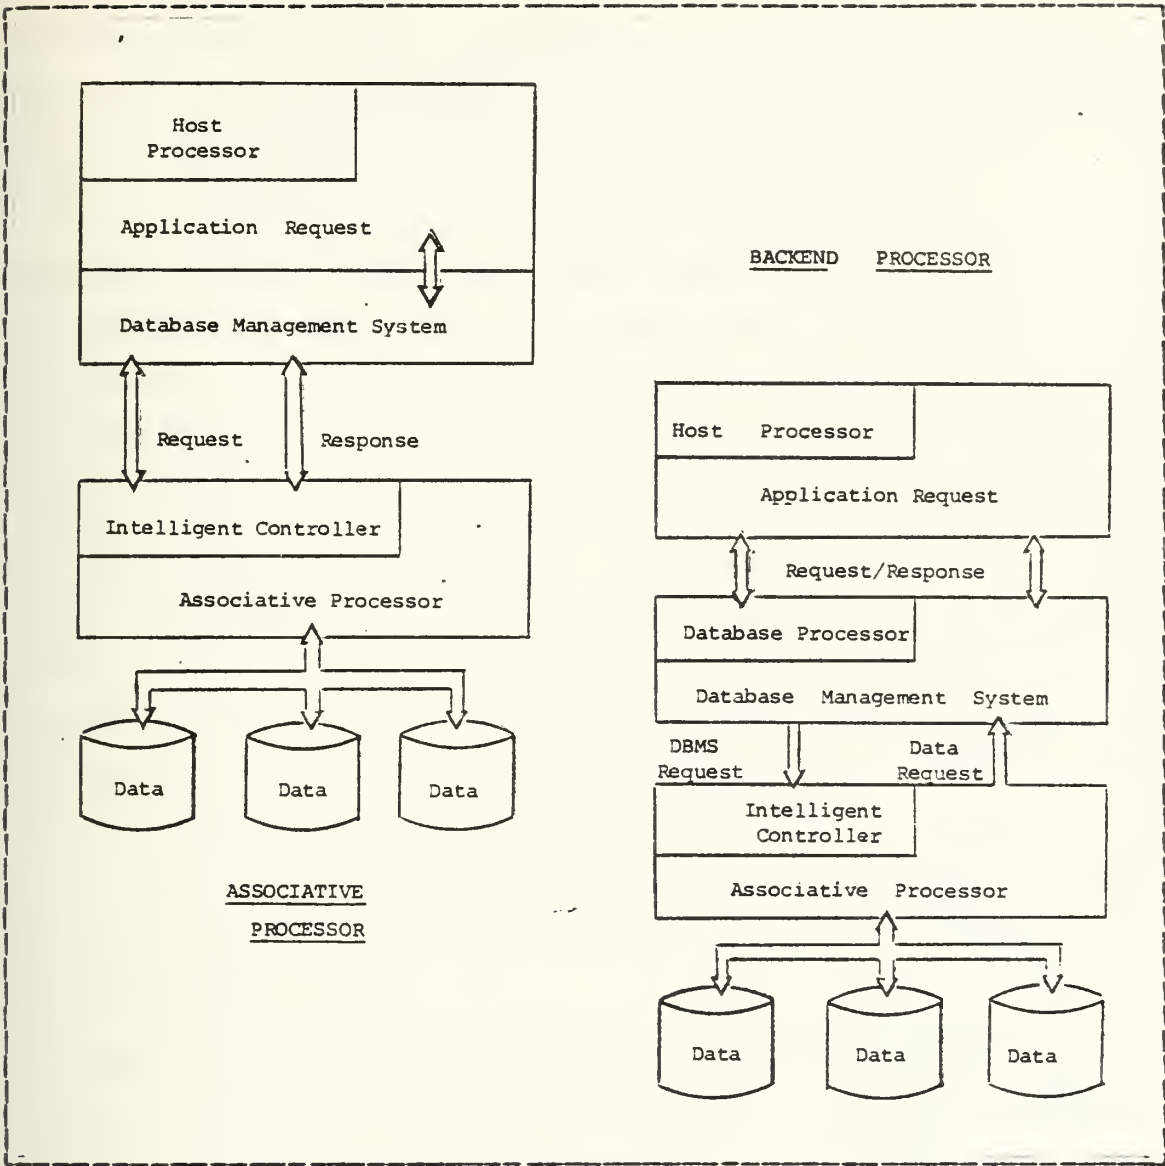 Host
Processor
Application Request
Database Management System
Request
Response
Intelligent Controller
Associative Processor
Data
Data
Data
ASSOCIATIVE
PROCESSOR
BACKEND PROCESSOR
Host Processor
Application Request
Request/Response
Database Processor
Database Management System
DBMS
Request
Data
Request
Intelligent
Controller
Associative Processor
Data
Data
Data